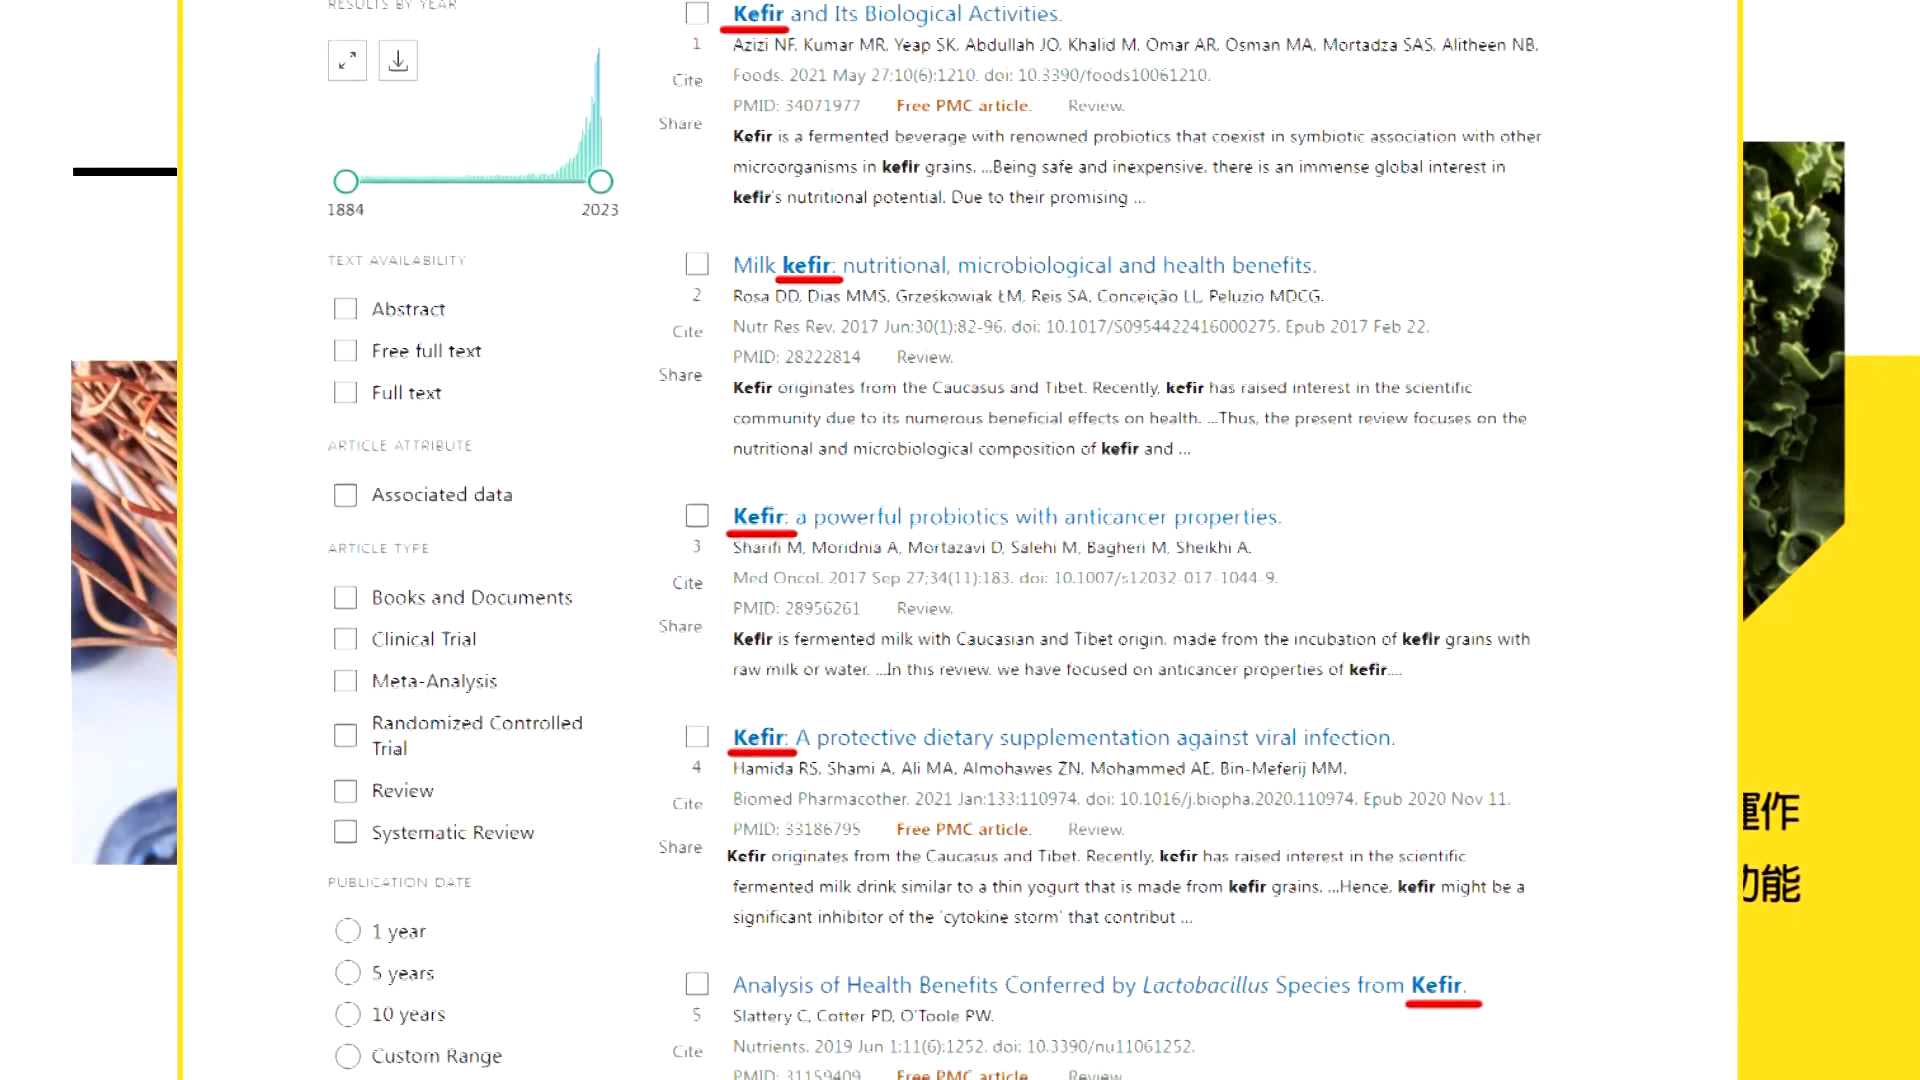 RESULTS BY YEAR
1884
2023
TEXT AVAILABILITY
Abstract
Free full text
Full text
ARTICLE ATTRIBUTE
Associated data
ARTICLE TYPE
Books and Documents
Clinical Trial
Meta-Analysis
Randomized Controlled
Trial
Review
Systematic Review
PUBLICATION DATE
1 year
5 years
10 years
Custom Range
Kefir and Its Biological Activities.
1
Azizi NF, Kumar MR, Yeap SK, Abdullah JO, Khalid M, Omar AR, Osman MA, Mortadza SAS, Alitheen NB.
Cite
Foods. 2021 May 27;10(6):1210. doi: 10.3390/foods10061210.
PMID: 34071977 Free PMC article. Review.
Share
Kefir is a fermented beverage with renowned probiotics that coexist in symbiotic association with other
microorganisms in kefir grains. ...Being safe and inexpensive, there is an immense global interest in
kefir's nutritional potential. Due to their promising ...
Milk kefir: nutritional, microbiological and health benefits.
2
Rosa DD, Dias MMS, Grześkowiak ŁM, Reis SA, Conceição LL, Peluzio MDCG.
Cite
Nutr Res Rev. 2017 Jun;30(1):82-96. doi: 10.1017/S0954422416000275. Epub 2017 Feb 22.
PMID: 28222814 Review.
Share
Kefir originates from the Caucasus and Tibet. Recently, kefir has raised interest in the scientific
community due to its numerous beneficial effects on health. ...Thus, the present review focuses on the
nutritional and microbiological composition of kefir and ...
Kefir: a powerful probiotics with anticancer properties.
3
Sharifi M, Moridnia A, Mortazavi D, Salehi M, Bagheri M, Sheikhi A.
Cite
Med Oncol. 2017 Sep 27;34(11):183. doi: 10.1007/s12032-017-1044-9.
PMID: 28956261 Review.
Share
Kefir is fermented milk with Caucasian and Tibet origin, made from the incubation of kefir grains with
raw milk or water. ...In this review, we have focused on anticancer properties of kefir....
Kefir: A protective dietary supplementation against viral infection.
4
Hamida RS, Shami A, Ali MA, Almohawes ZN, Mohammed AE, Bin-Meferij MM.
Cite
Biomed Pharmacother. 2021 Jan;133:110974. doi: 10.1016/j.biopha.2020.110974. Epub 2020 Nov 11.
PMID: 33186795 Free PMC article. Review.
Share
Kefir originates from the Caucasus and Tibet. Recently, kefir has raised interest in the scientific
fermented milk drink similar to a thin yogurt that is made from kefir grains. ...Hence, kefir might be a
significant inhibitor of the 'cytokine storm' that contribut ...
Analysis of Health Benefits Conferred by Lactobacillus Species from Kefir.
5
Slattery C, Cotter PD, O'Toole PW.
Cite
Nutrients. 2019 Jun 1;11(6):1252. doi: 10.3390/nu11061252.
PMID: 31159409 Free PMC article. Review.
運作
功能